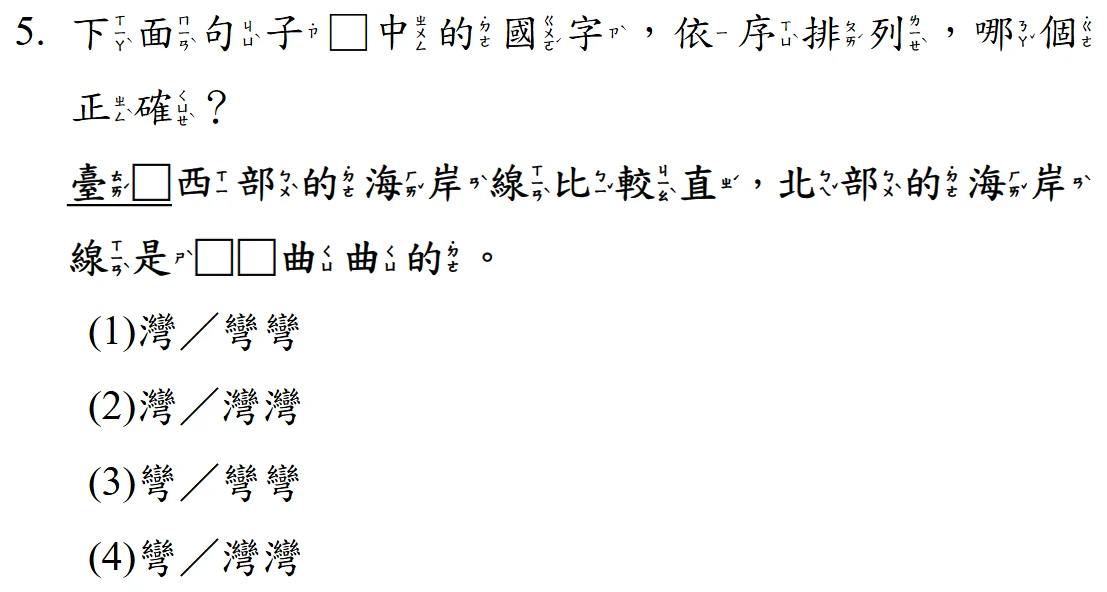 5. 下面句子□中的國字，依序排列，哪個
正確？
臺□西部的海岸線比較直，北部的海岸
線是□□曲曲的。
(1)灣／彎彎
(2)灣／灣灣
(3)彎／彎彎
(4)彎／灣灣